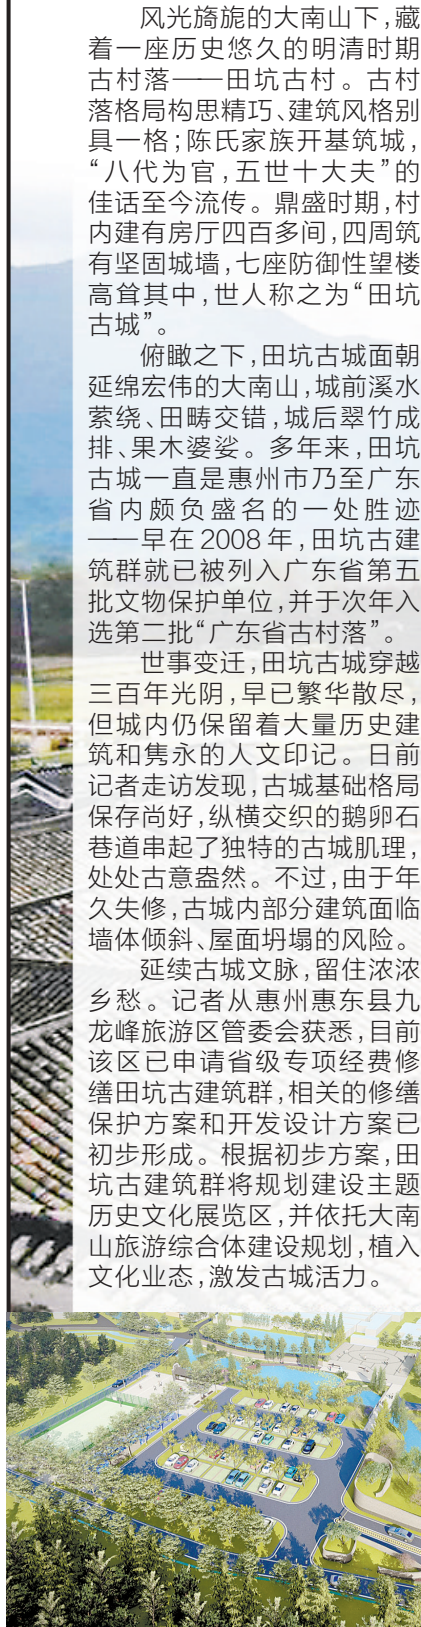 风光旖旎的大南山下，藏
着一座历史悠久的明清时期
古村落——田坑古村。古村
落格局构思精巧、建筑风格别
具一格；陈氏家族开基筑城，
“八代为官，五世十大夫”的
佳话至今流传。鼎盛时期，村
内建有房厅四百多间，四周筑
有坚固城墙，七座防御性望楼
高耸其中，世人称之为“田坑
古城”。
俯瞰之下，田坑古城面朝
延绵宏伟的大南山，城前溪水
萦绕、田畴交错，城后翠竹成
排、果木婆娑。多年来，田坑
古城一直是惠州市乃至广东
省内颇负盛名的一处胜迹
——早在2008年，田坑古建
筑群就已被列入广东省第五
批文物保护单位，并于次年入
选第二批“广东省古村落”。
世事变迁，田坑古城穿越
三百年光阴，早已繁华散尽，
但城内仍保留着大量历史建
筑和隽永的人文印记。日前
记者走访发现，古城基础格局
保存尚好，纵横交织的鹅卵石
巷道串起了独特的古城肌理，
处处古意盎然。不过，由于年
久失修，古城内部分建筑面临
墙体倾斜、屋面坍塌的风险。
延续古城文脉，留住浓浓
乡愁。记者从惠州惠东县九
龙峰旅游区管委会获悉，目前
该区已申请省级专项经费修
缮田坑古建筑群，相关的修缮
保护方案和开发设计方案已
初步形成。根据初步方案，田
坑古建筑群将规划建设主题
历史文化展览区，并依托大南
山旅游综合体建设规划，植入
文化业态，激发古城活力。